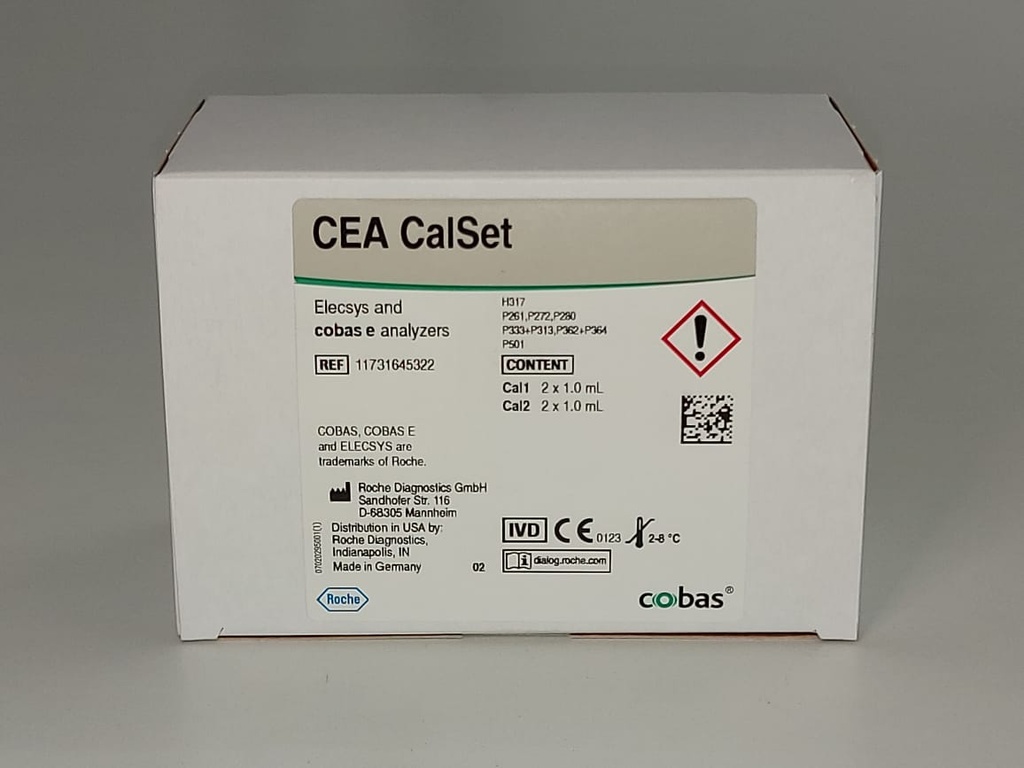 CEA CalSet
Elecsys and
cobas e analyzers
REF 11731645322
COBAS, COBAS E
and ELECSYS are
trademarks of Roche.
Roche Diagnostics GmbH
Sandhofer Str. 116
D-68305 Mannheim
Distribution in USA by:
Roche Diagnostics,
Indianapolis, IN
Made in Germany 02
07020295001(1)
Roche
H317
P261,P272,P280
P333+P313,P362+P364
P501
CONTENT
Cal1 2 x 1.0 mL
Cal2 2 x 1.0 mL
IVD CE 0123 2-8 °C
i dialog.roche.com
cobas®